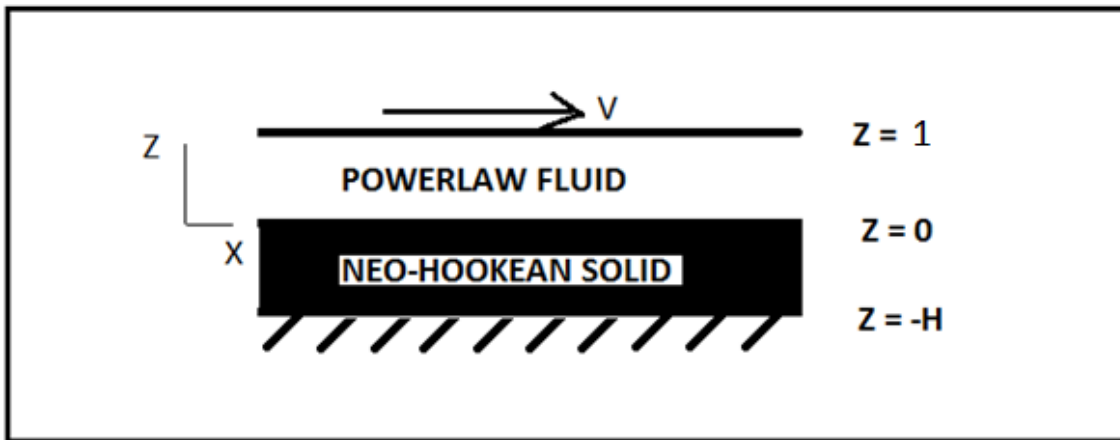 V
Z = 1
Z
POWERLAW FLUID
Z = 0
X
NEO-HOOKEAN SOLID
Z = -H